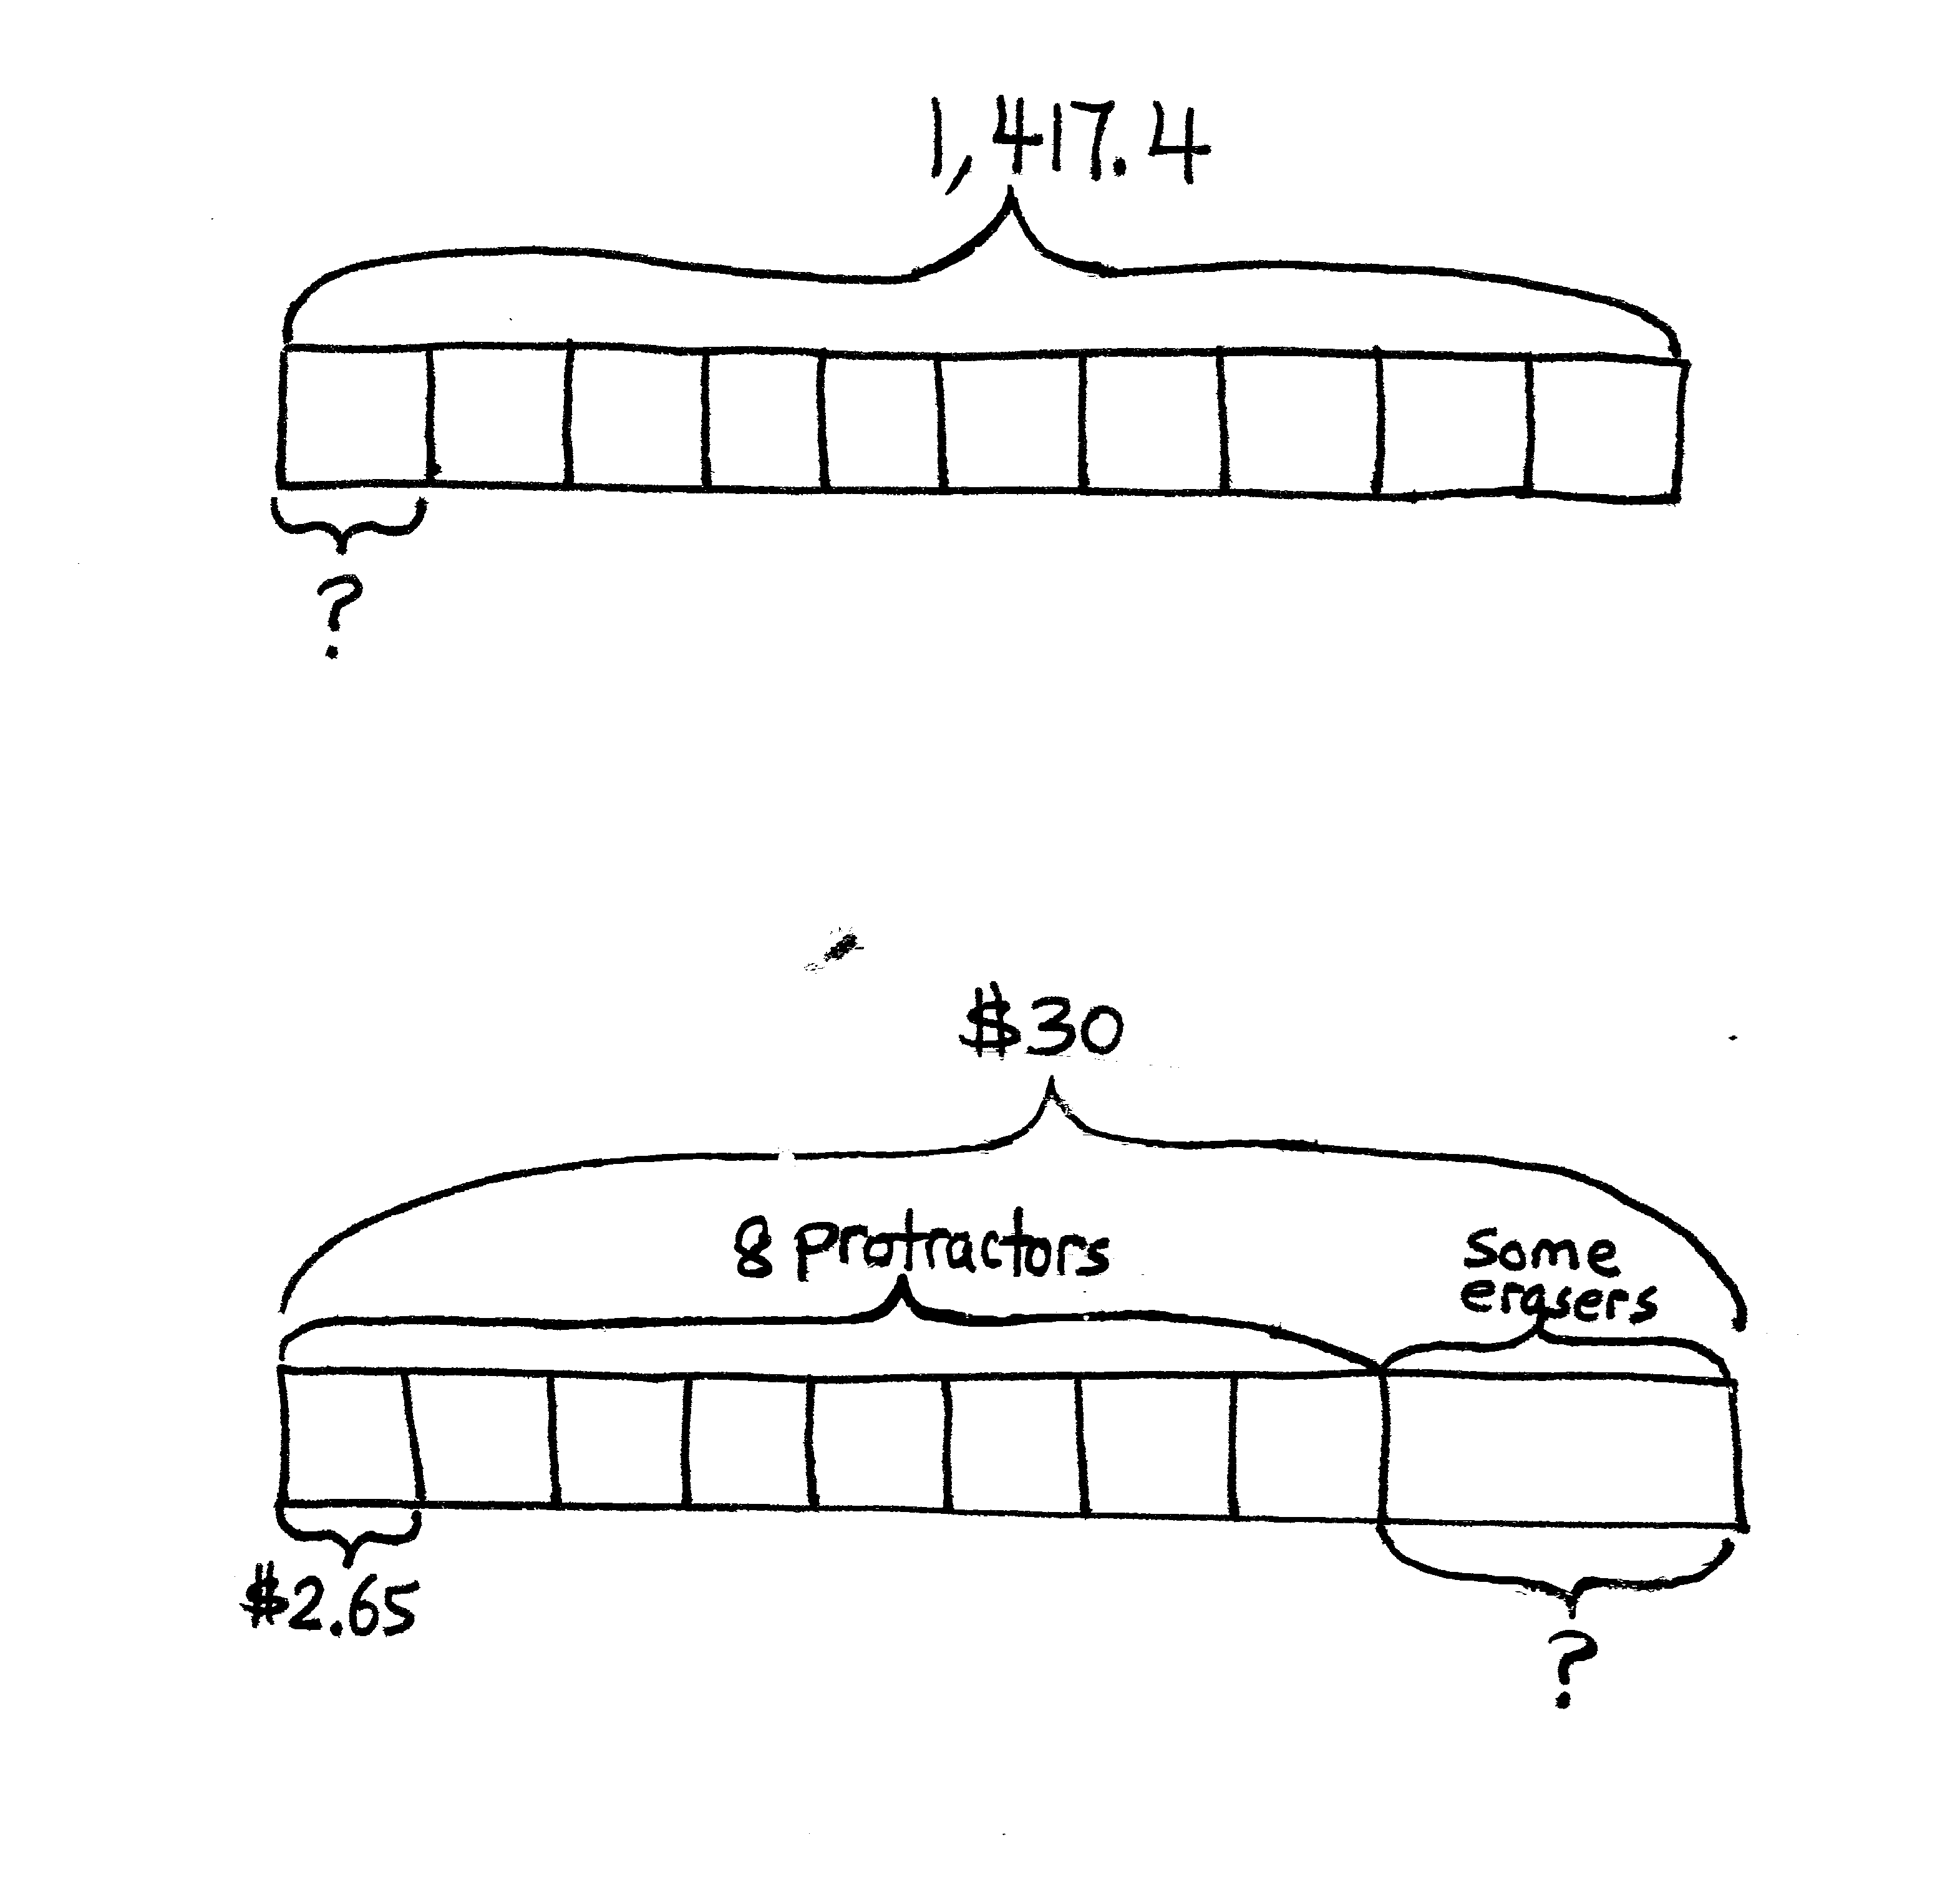 1,417.4
?
$30
8 protractors
some
erasers
$2.65
?